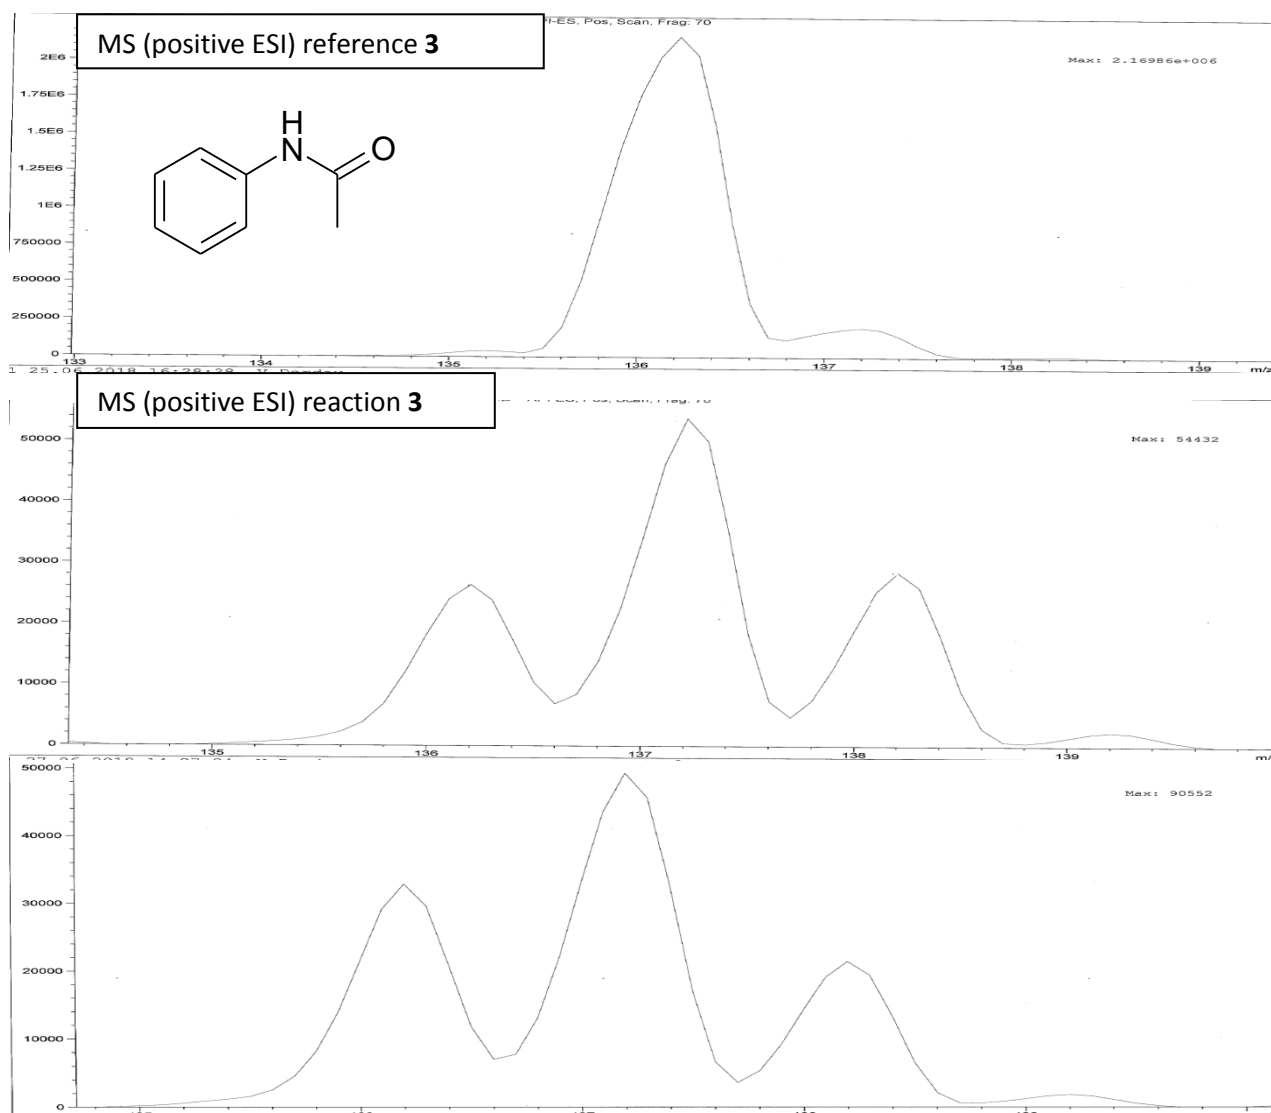 I-ES, Pos, Scan, Frag: 70
MS (positive ESI) reference 3
Max: 2.16986e+006
2E6
1.75E6
1.5E6
1.25E6
1E6
750000
500000
250000
0
H
N
O
133 134 135 136 137 138 139 m/z
MS (positive ESI) reaction 3
Max: 54432
50000
40000
30000
20000
10000
0
135 136 137 138 139 m/
50000
Max: 90552
40000
30000
20000
10000
0